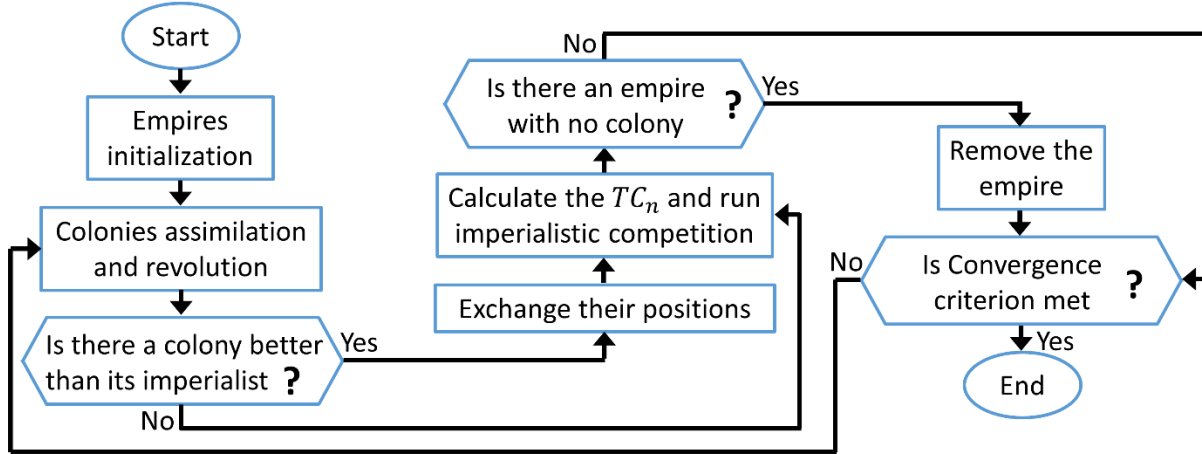 Start
Empires
initialization
Colonies assimilation
and revolution
Is there a colony better
than its imperialist ?
Yes
No
Exchange their positions
Calculate the TCₙ and run
imperialistic competition
Is there an empire
with no colony ?
No
Yes
Remove the
empire
Is Convergence
criterion met ?
No
Yes
End